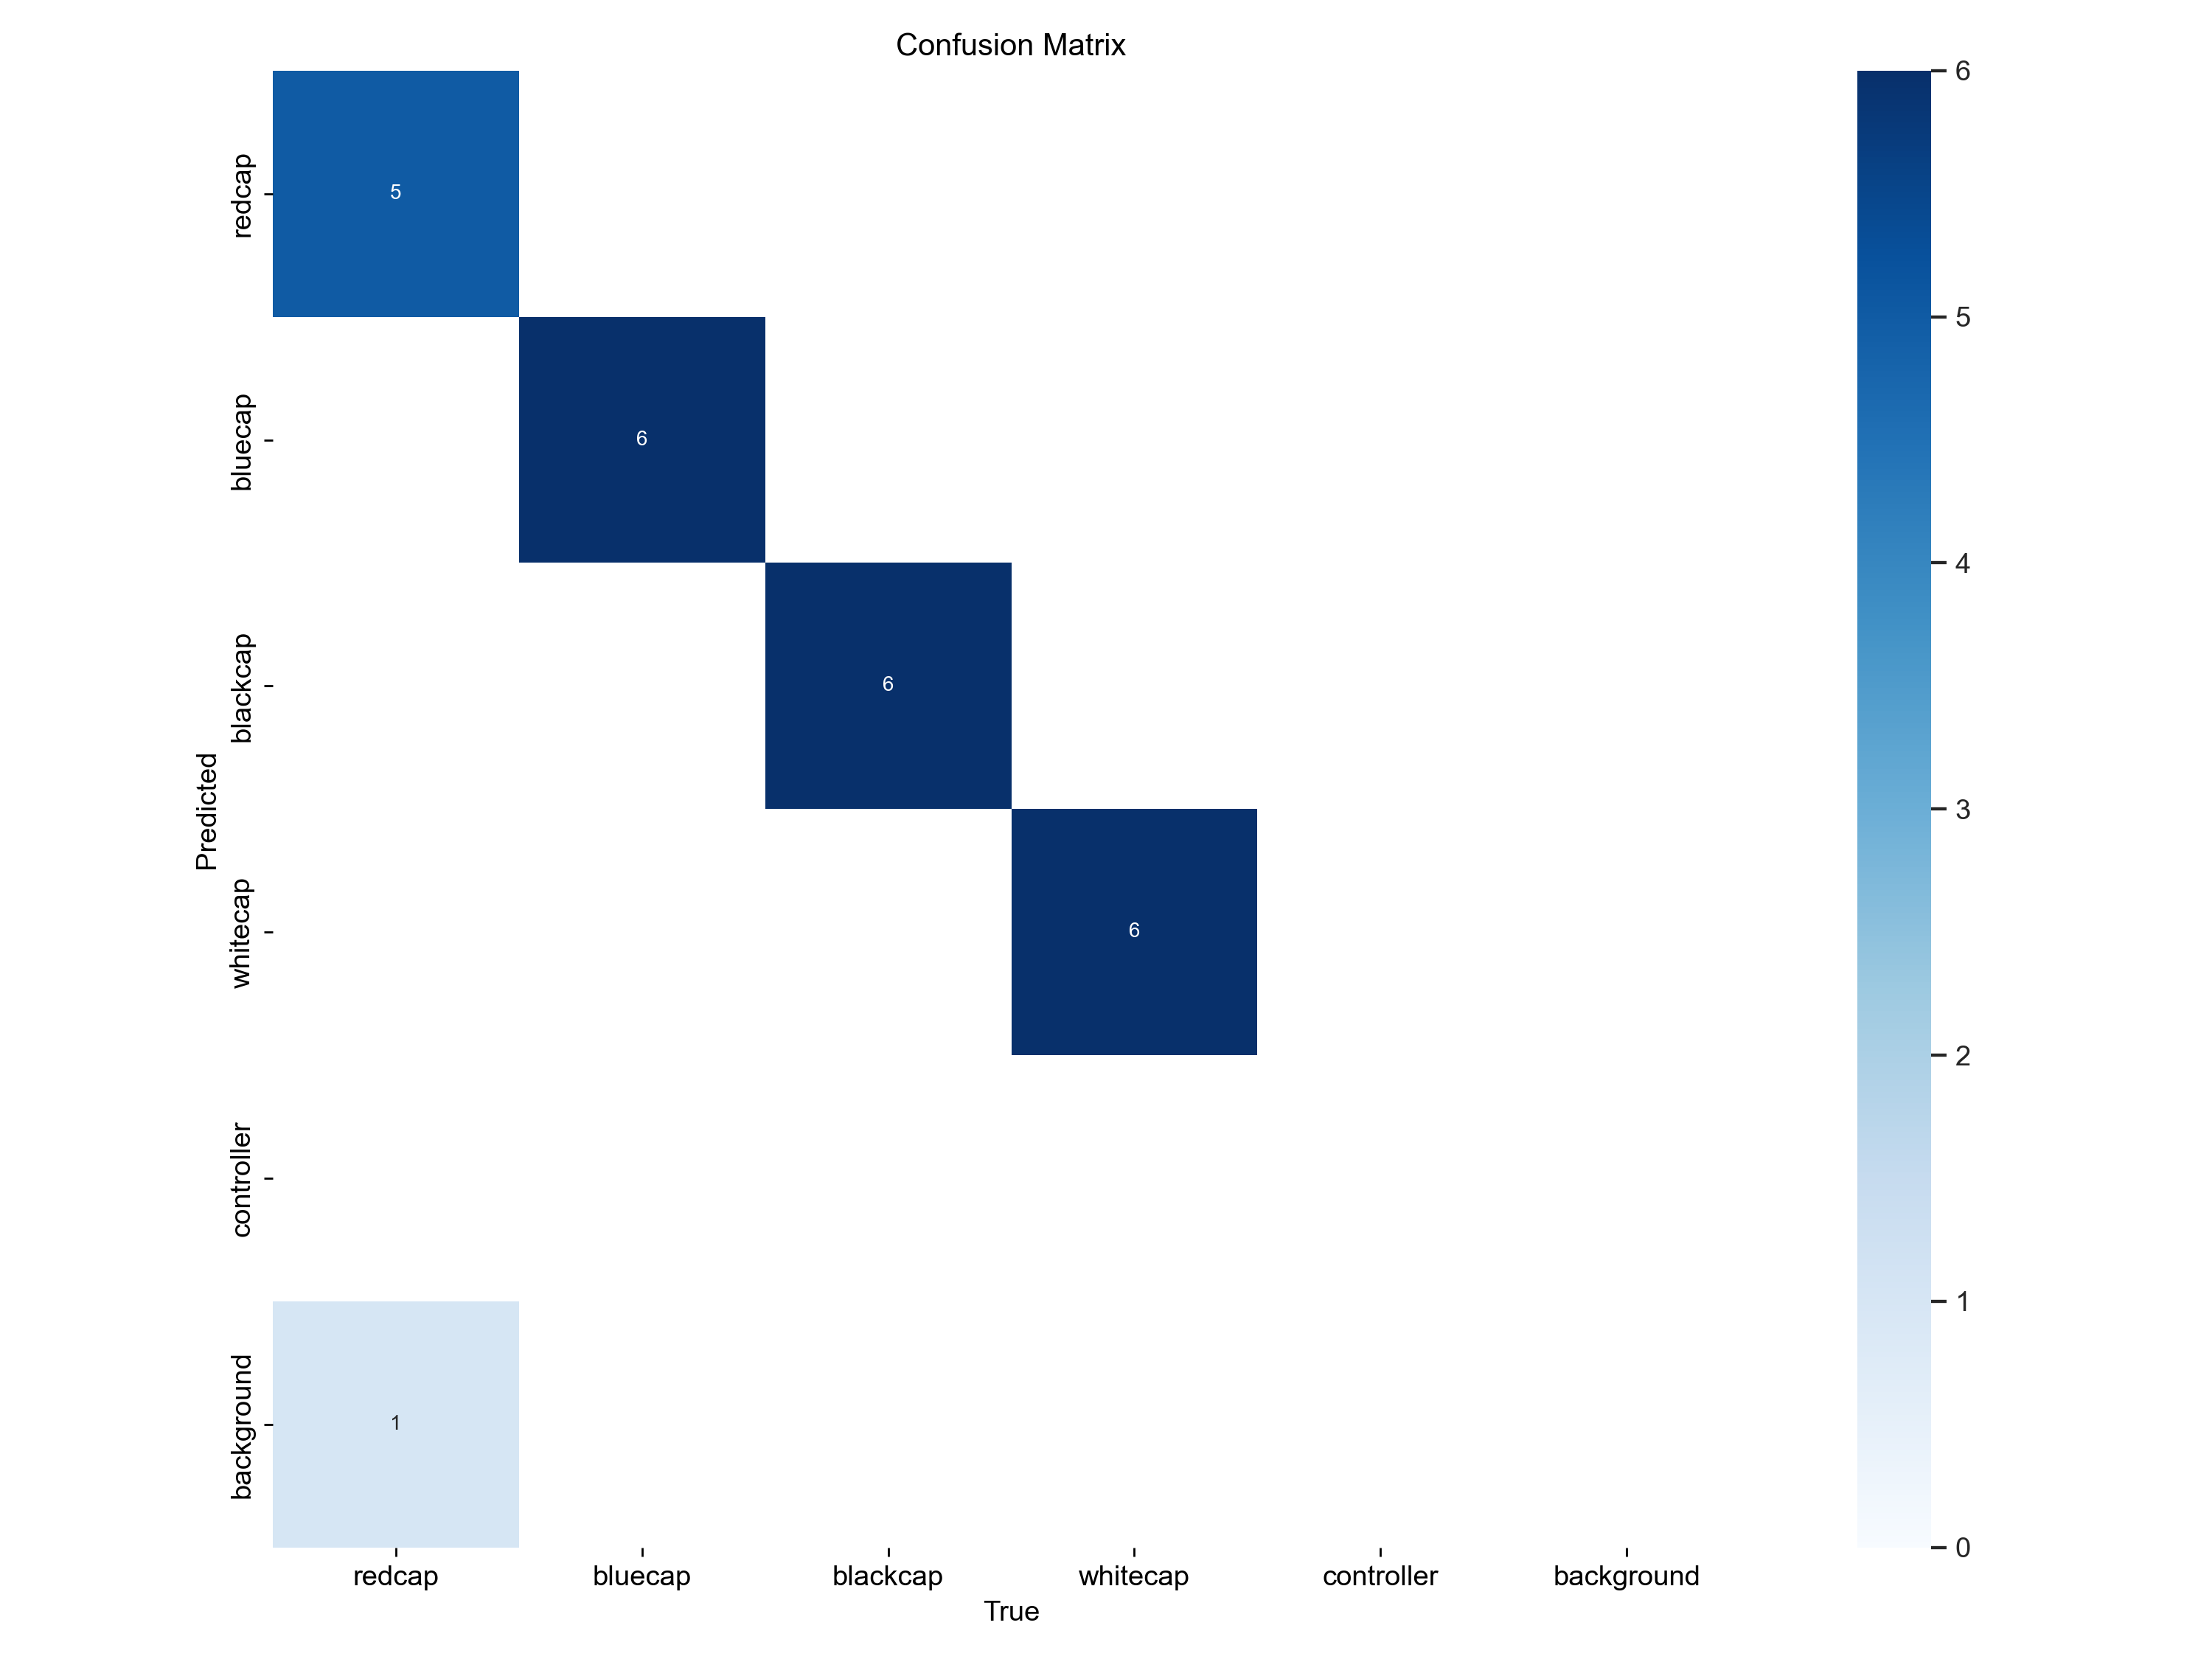 Confusion Matrix
redcap
bluecap
blackcap
whitecap
controller
background
Predicted
5
6
6
6
1
redcap bluecap blackcap whitecap controller background
True
6
5
4
3
2
1
0